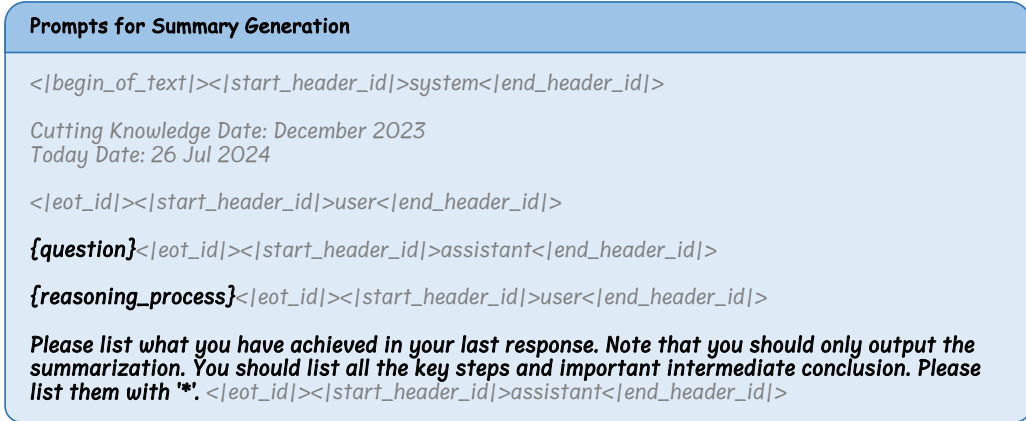 Prompts for Summary Generation
<|begin_of_text|><|start_header_id|>system<|end_header_id|>
Cutting Knowledge Date: December 2023
Today Date: 26 Jul 2024
<|eot_id|><|start_header_id|>user<|end_header_id|>
{question}<|eot_id|><|start_header_id|>assistant<|end_header_id|>
{reasoning_process}<|eot_id|><|start_header_id|>user<|end_header_id|>
Please list what you have achieved in your last response. Note that you should only output the
summarization. You should list all the key steps and important intermediate conclusion. Please
list them with '*'. <|eot_id|><|start_header_id|>assistant<|end_header_id|>